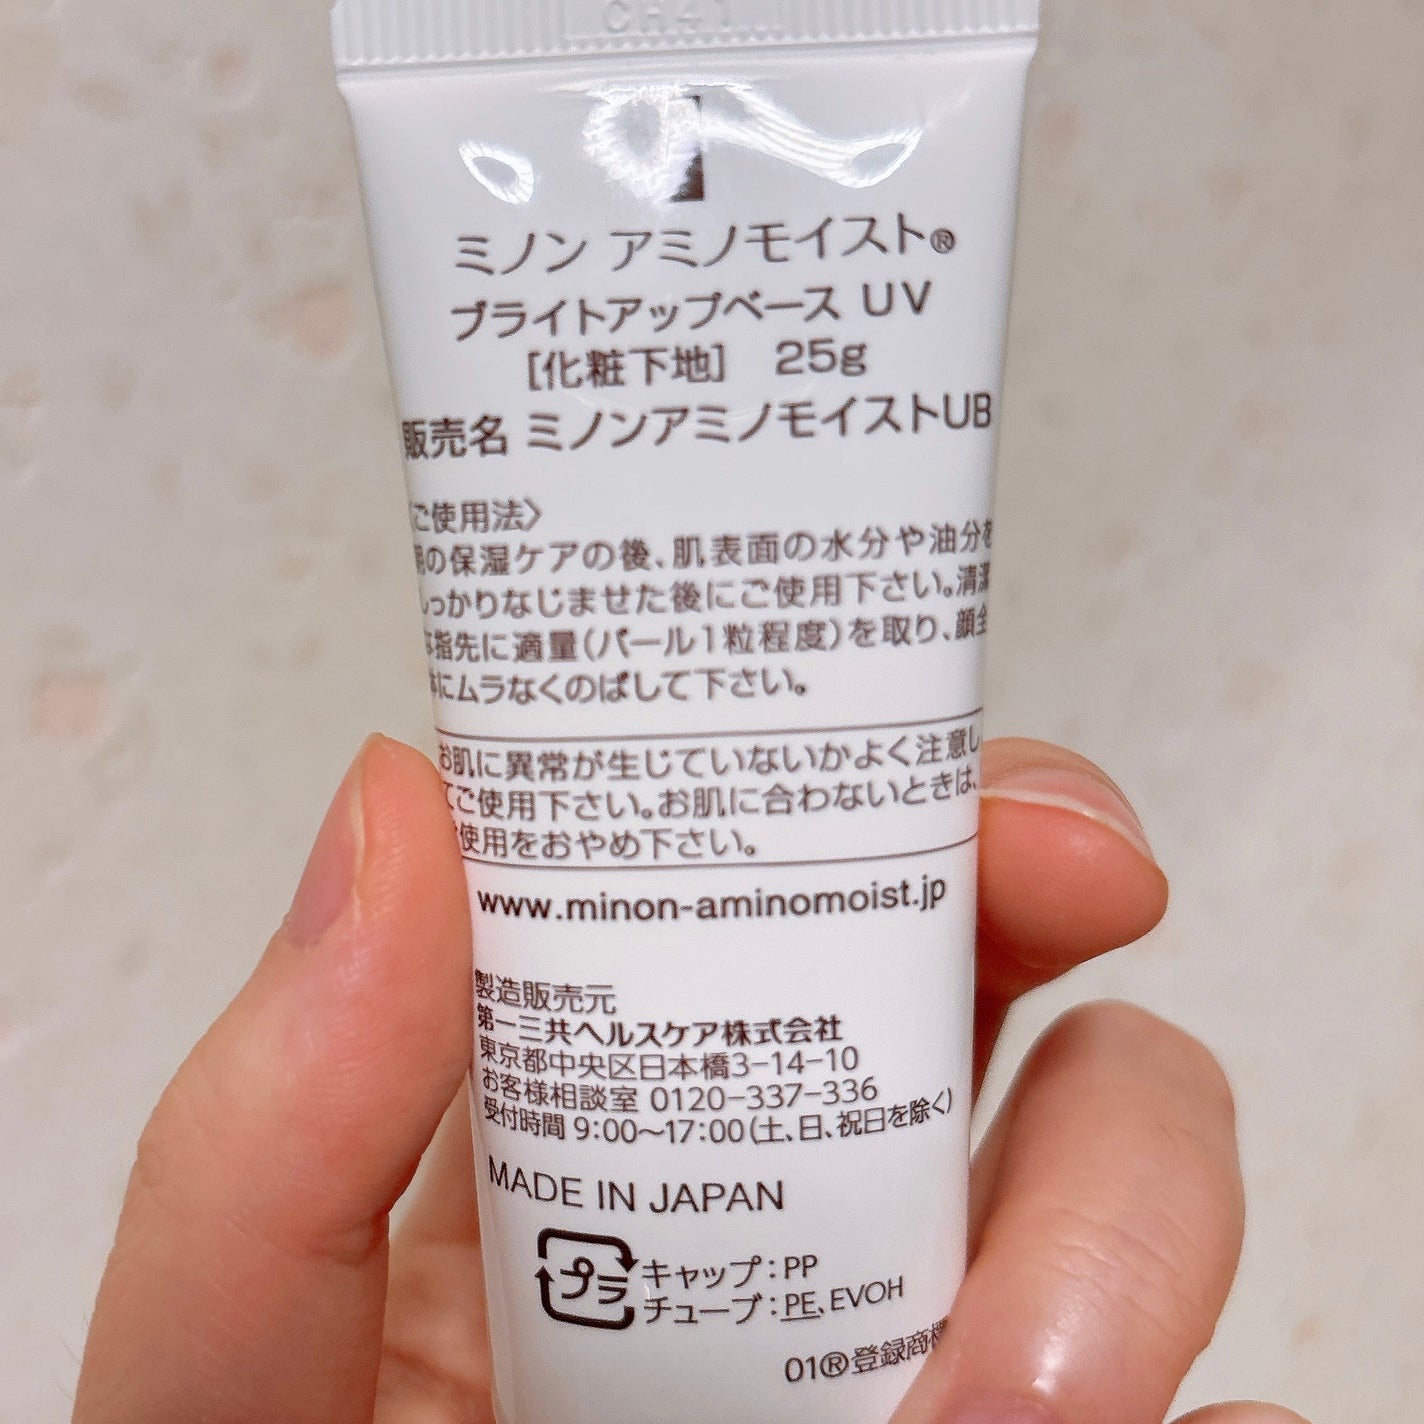 CH41
ミノン アミノモイスト®
ブライトアップベース UV
[化粧下地] 25g
販売名 ミノンアミノモイストUB
ご使用法〉
の保湿ケアの後、肌表面の水分や油分を
しっかりなじませた後にご使用下さい。清潔
な指先に適量(パール1粒程度)を取り、顔全
体にムラなくのばして下さい。
お肌に異常が生じていないかよく注意し
てご使用下さい。お肌に合わないときは、
使用をおやめ下さい。
www.minon-aminomoist.jp
製造販売元
第一三共ヘルスケア株式会社
東京都中央区日本橋3-14-10
お客様相談室 0120-337-336
受付時間 9:00〜17:00(土、日、祝日を除く)
MADE IN JAPAN
プラ キャップ:PP
チューブ:PE、EVOH
01®登録商標